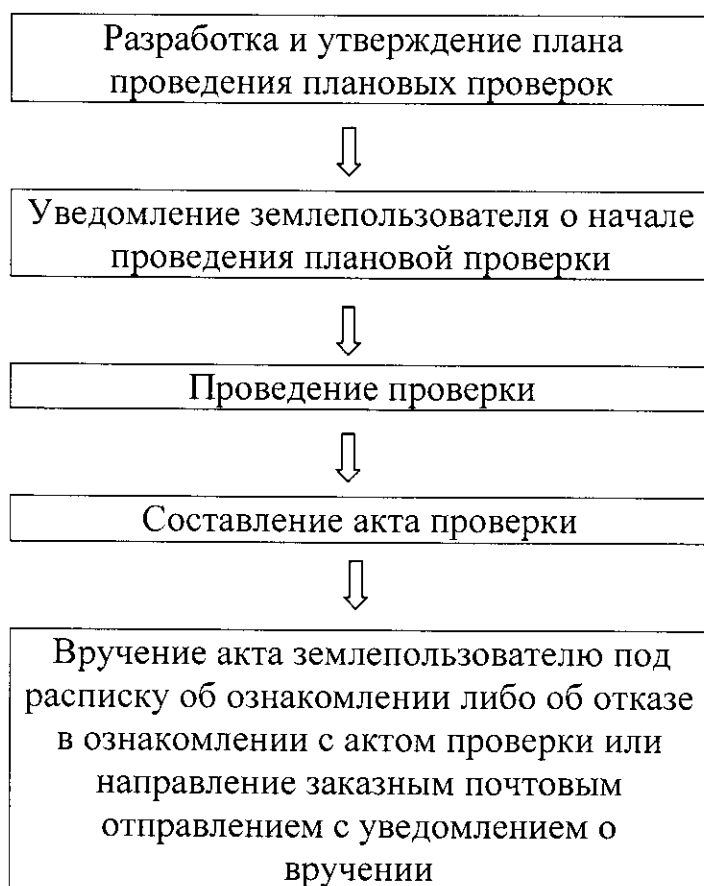 Разработка и утверждение плана
проведения плановых проверок
Уведомление землепользователя о начале
проведения плановой проверки
Проведение проверки
Составление акта проверки
Вручение акта землепользователю под
расписку об ознакомлении либо об отказе
в ознакомлении с актом проверки или
направление заказным почтовым
отправлением с уведомлением о
вручении